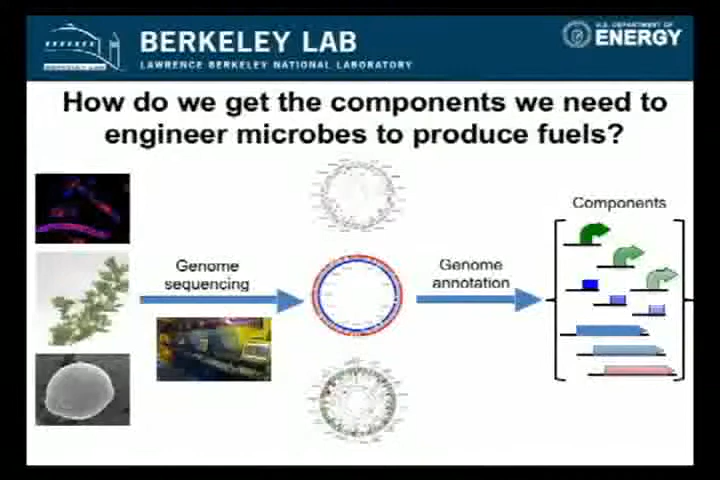 BERKELEY LAB
LAWRENCE BERKELEY NATIONAL LABORATORY
U.S. DEPARTMENT OF
ENERGY
How do we get the components we need to
engineer microbes to produce fuels?
Genome
sequencing
Genome
annotation
Components